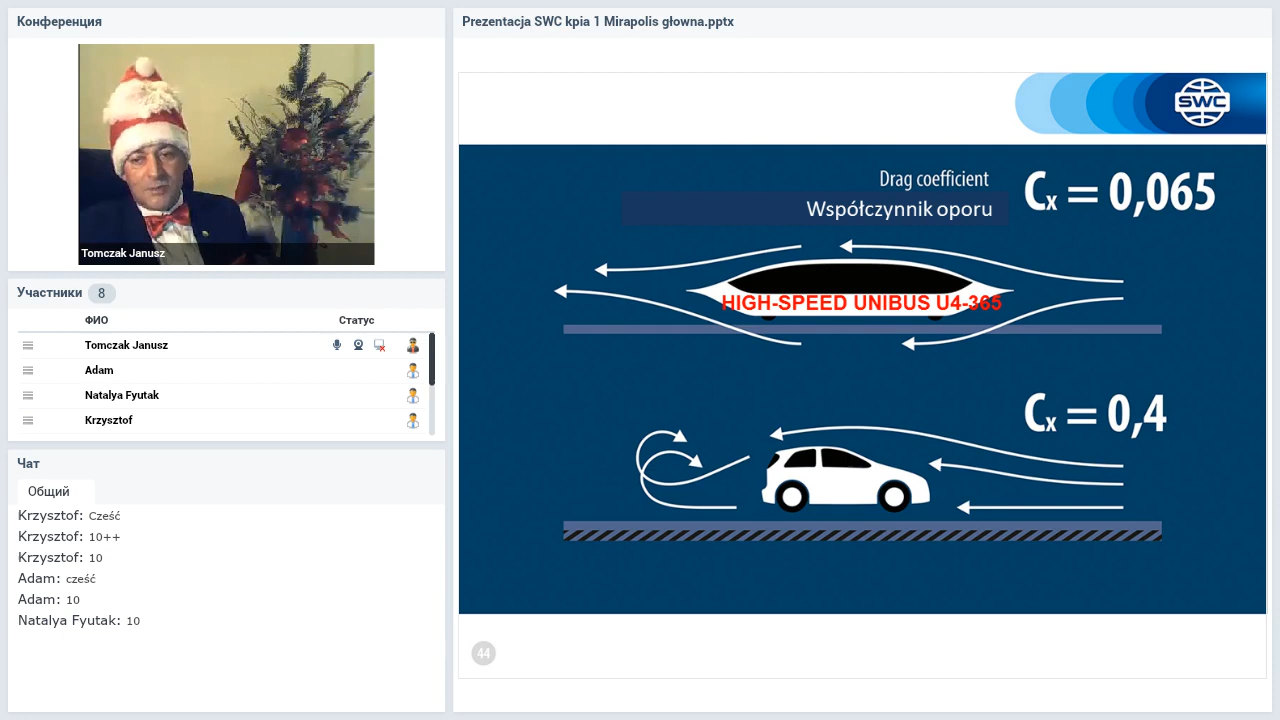 Конференция
Tomczak Janusz
Участники 8
ФИО Статус
Tomczak Janusz
Adam
Natalya Fyutak
Krzysztof
Чат
Общий
Krzysztof: Cześć
Krzysztof: 10++
Krzysztof: 10
Adam: cześć
Adam: 10
Natalya Fyutak: 10
Prezentacja SWC kpia 1 Mirapolis głowna.pptx
SWC
Drag coefficient
Współczynnik oporu
Cx = 0,065
HIGH-SPEED UNIBUS U4-365
Cx = 0,4
44